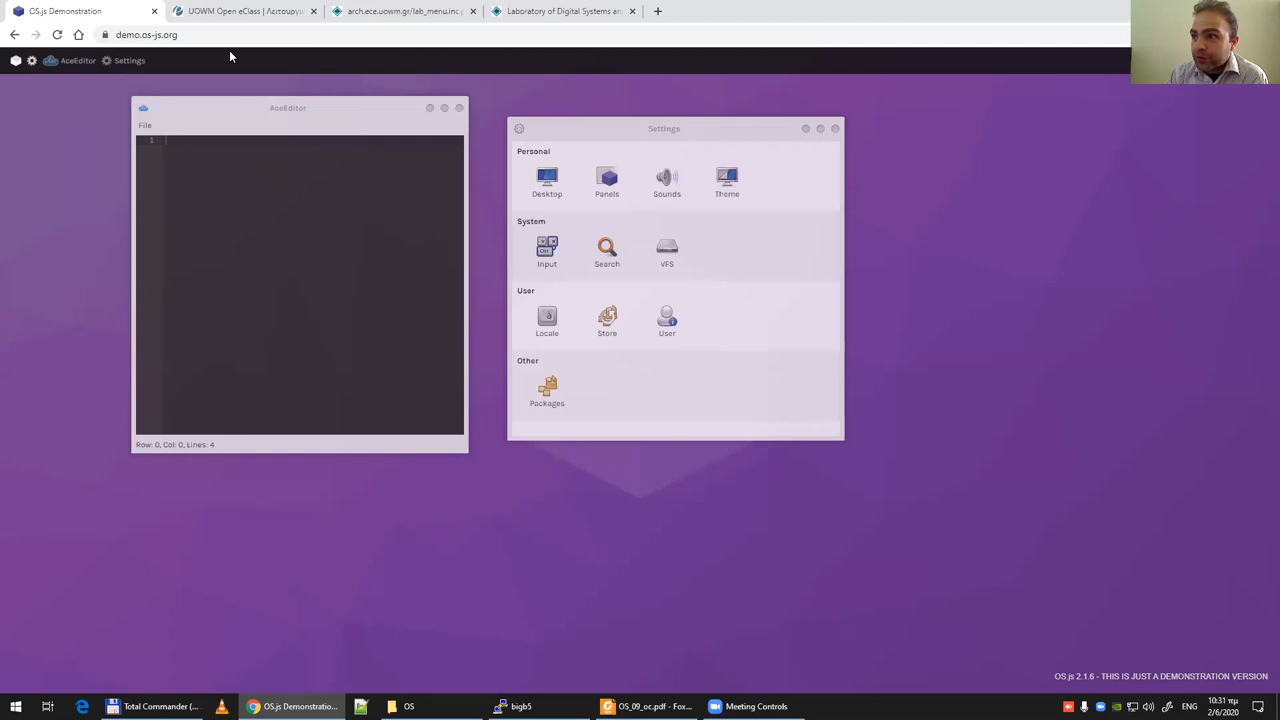 OS.js Demonstration
UOWM Open eClass | Λειτουργι
arch.ece.uowm.gr/lab_menu.inc.p
Laboratory of Digital Systems an
demo.os-js.org
AceEditor
Settings
AceEditor
File
1
Row: 0, Col: 0, Lines: 4
Settings
Personal
Desktop
Panels
Sounds
Theme
System
Input
Search
VFS
User
Locale
Store
User
Other
Packages
OS.js 2.1.6 - THIS IS JUST A DEMONSTRATION VERSION
Total Commander (...
OS.js Demonstratio...
OS
bigb5
OS_09_oc.pdf - Fox...
Meeting Controls
10:31 πμ
2/6/2020